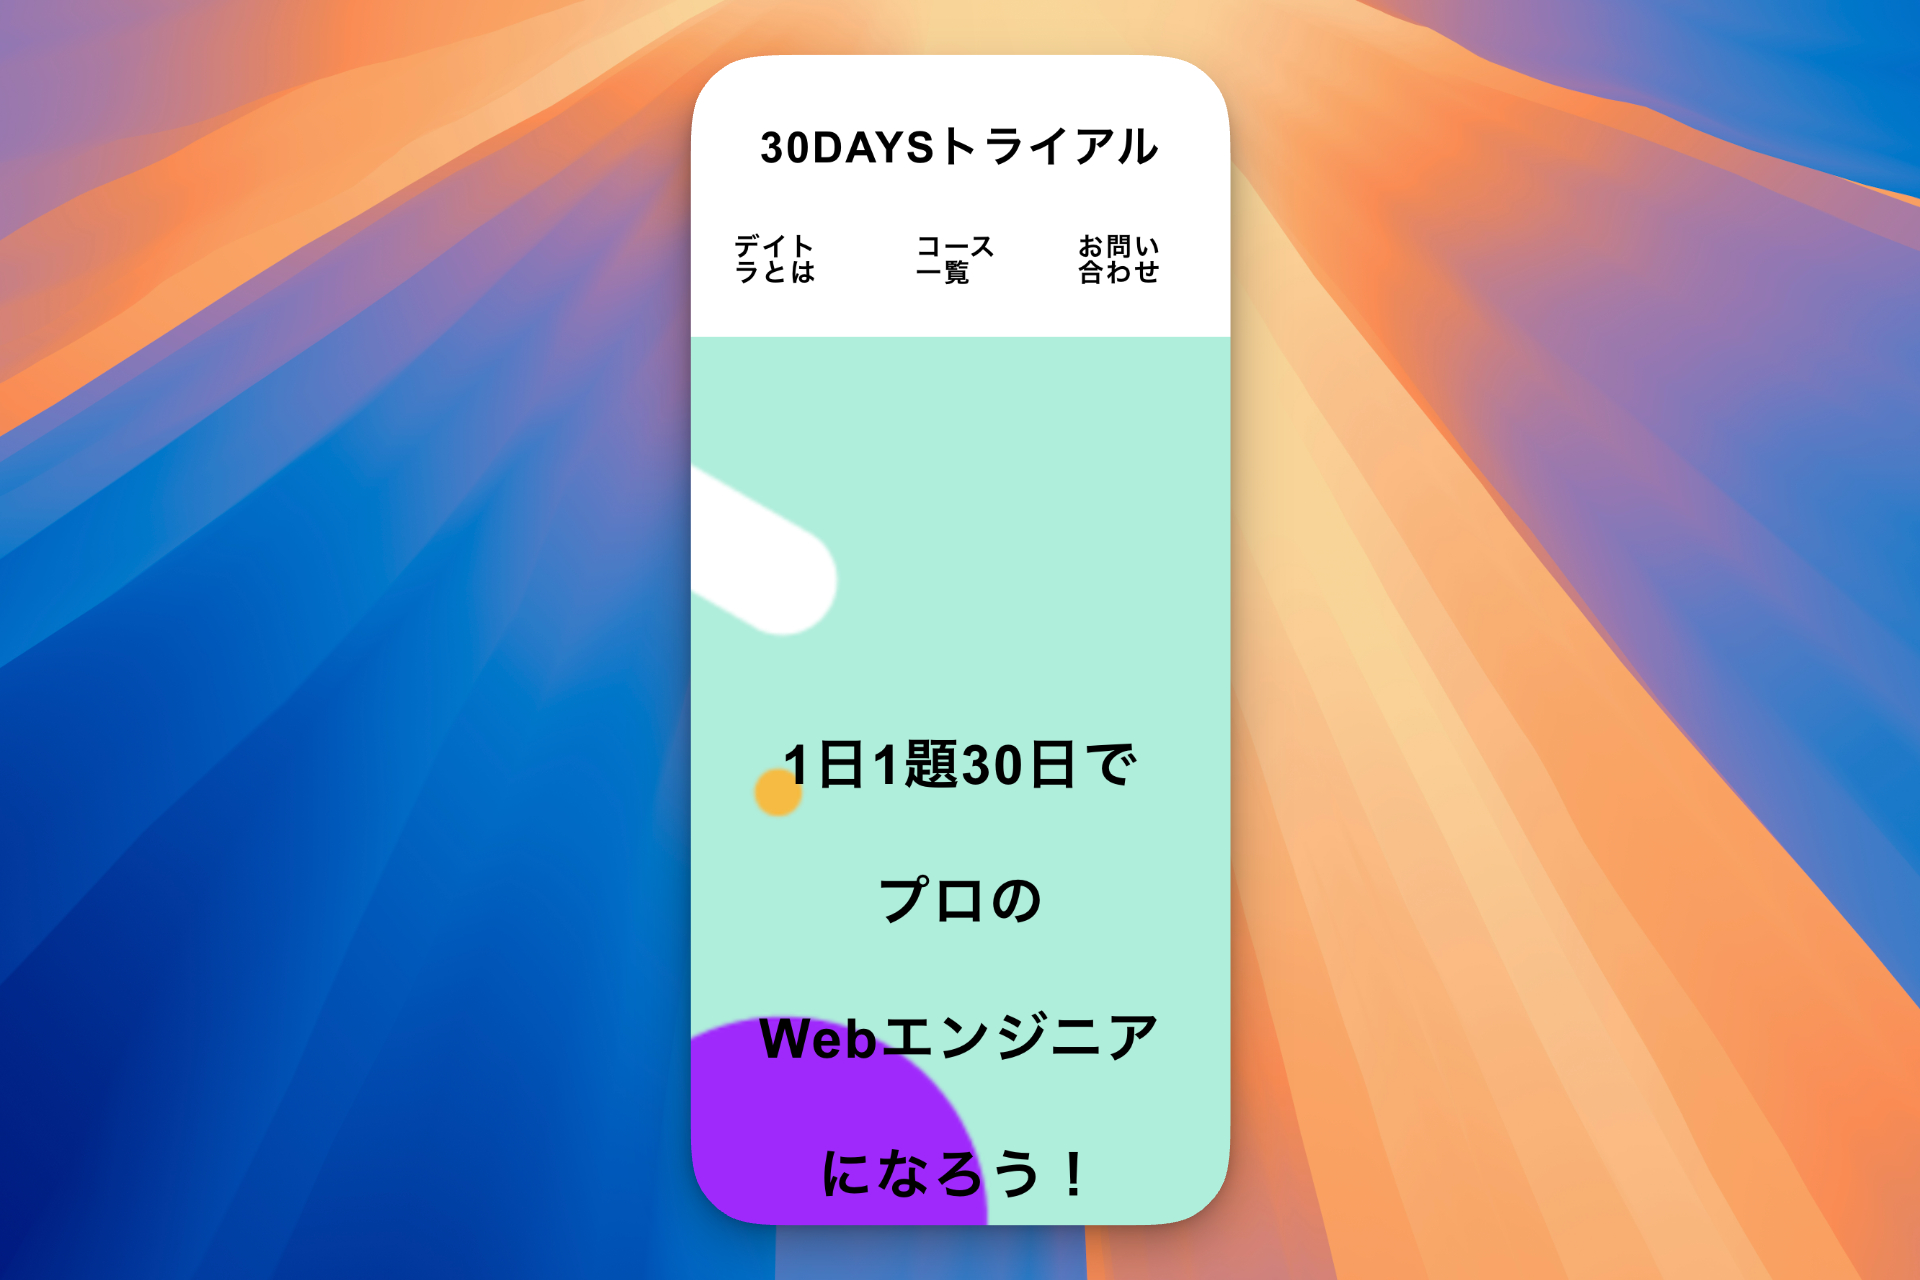 30DAYSトライアル
デイト
ラとは
コース
一覧
お問い
合わせ
1日1題30日で
プロの
Webエンジニア
になろう！